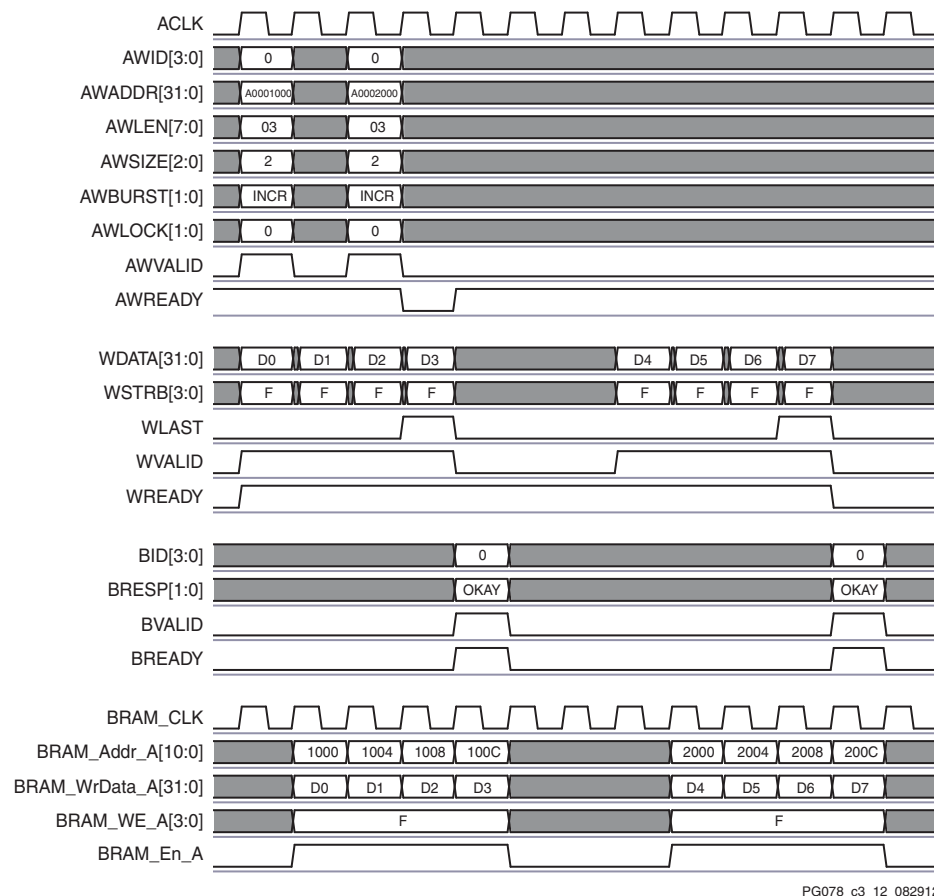 ACLK
AWID[3:0] 0 0
AWADDR[31:0] A0001000 A0002000
AWLEN[7:0] 03 03
AWSIZE[2:0] 2 2
AWBURST[1:0] INCR INCR
AWLOCK[1:0] 0 0
AWVALID
AWREADY
WDATA[31:0] D0 D1 D2 D3 D4 D5 D6 D7
WSTRB[3:0] F F F F F F F F
WLAST
WVALID
WREADY
BID[3:0] 0 0
BRESP[1:0] OKAY OKAY
BVALID
BREADY
BRAM_CLK
BRAM_Addr_A[10:0] 1000 1004 1008 100C 2000 2004 2008 200C
BRAM_WrData_A[31:0] D0 D1 D2 D3 D4 D5 D6 D7
BRAM_WE_A[3:0] F F
BRAM_En_A
PG078_c3_12_082912